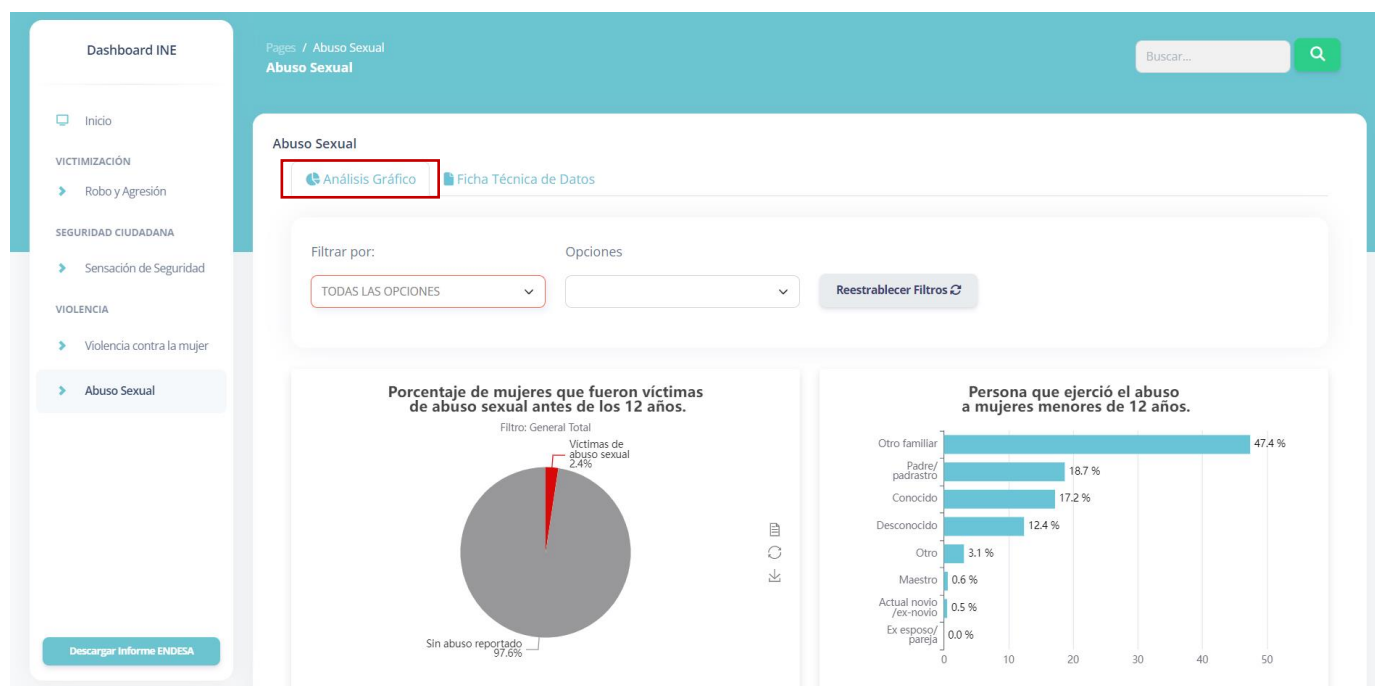 Dashboard INE
Inicio
VICTIMIZACIÓN
Robo y Agresión
SEGURIDAD CIUDADANA
Sensación de Seguridad
VIOLENCIA
Violencia contra la mujer
Abuso Sexual
Descargar Informe ENDESA
Pages / Abuso Sexual
Abuso Sexual
Buscar...
Abuso Sexual
Análisis Gráfico
Ficha Técnica de Datos
Filtrar por:
Opciones
TODAS LAS OPCIONES
Reestrablecer Filtros
Porcentaje de mujeres que fueron víctimas
de abuso sexual antes de los 12 años.
Filtro: General Total
Víctimas de
abuso sexual
2.4%
Sin abuso reportado
97.6%
Persona que ejerció el abuso
a mujeres menores de 12 años.
Otro familiar 47.4 %
Padre/
padrastro 18.7 %
Conocido 17.2 %
Desconocido 12.4 %
Otro 3.1 %
Maestro 0.6 %
Actual novio
/ex-novio 0.5 %
Ex esposo/
pareja 0.0 %
0 10 20 30 40 50